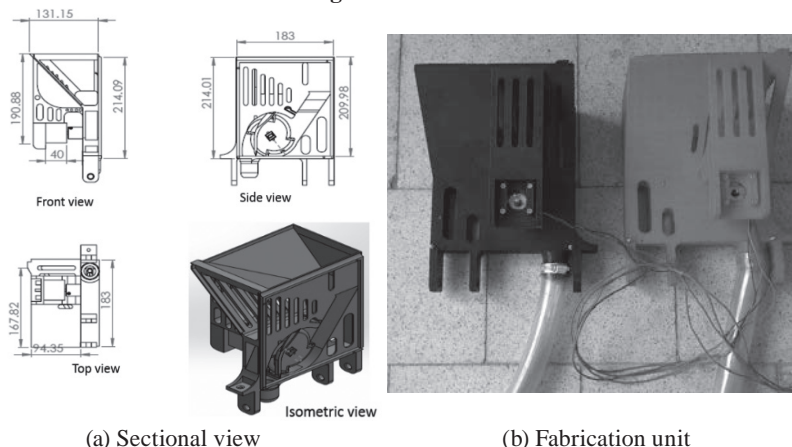 131.15
190.88
214.09
40
Front view
183
214.01
209.98
Side view
167.82
183
94.35
Top view
Isometric view
(a) Sectional view
(b) Fabrication unit